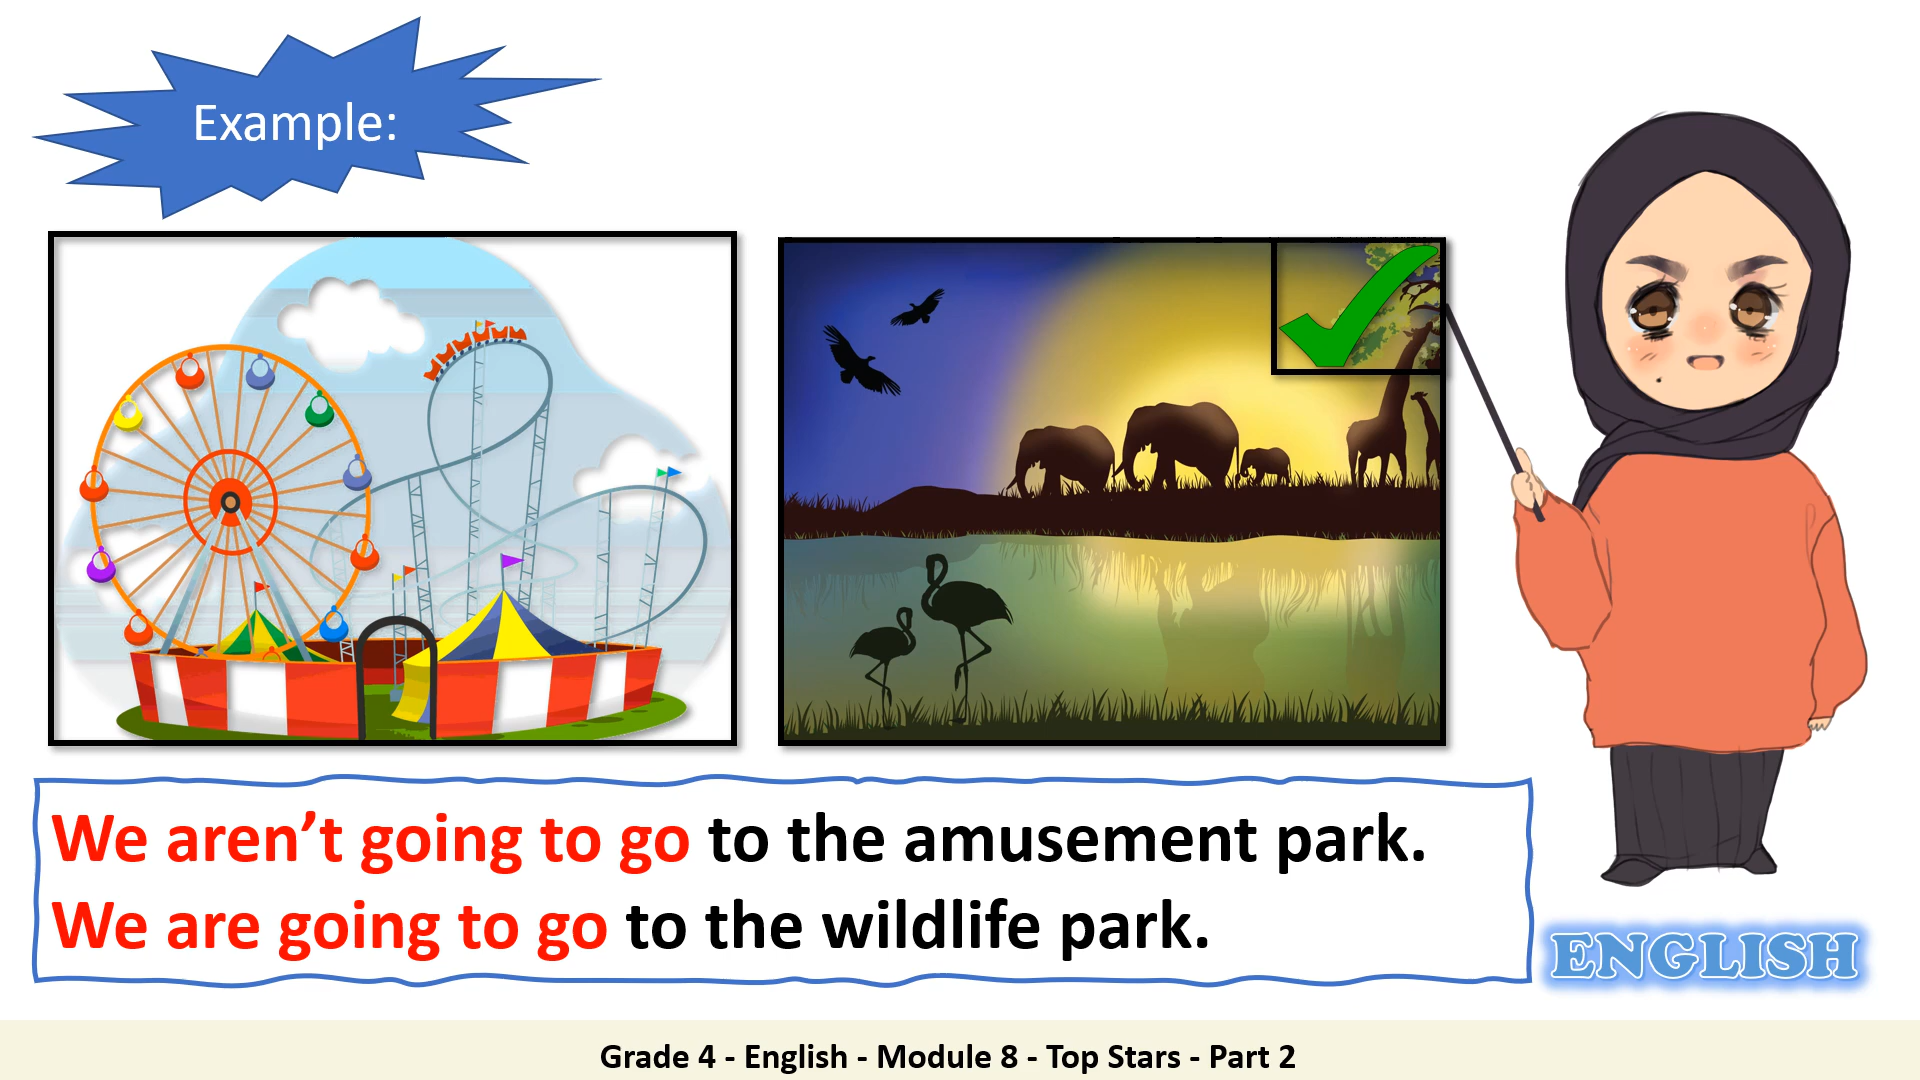 Example:
We aren’t going to go to the amusement park.
We are going to go to the wildlife park.
ENGLISH
Grade 4 - English - Module 8 - Top Stars - Part 2